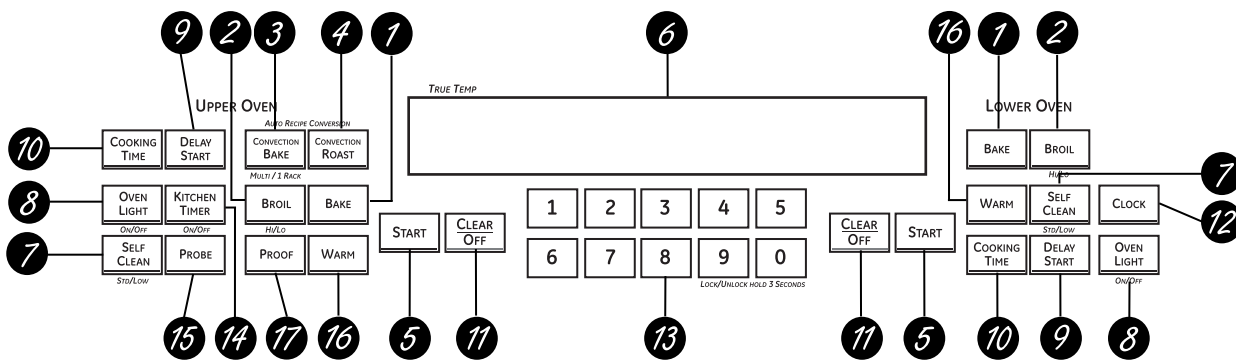 9 2 3 4 1 6 16 1 2
TRUE TEMP
UPPER OVEN LOWER OVEN
AUTO RECIPE CONVERSION
10 COOKING TIME DELAY START CONVECTION BAKE CONVECTION ROAST BAKE BROIL
MULTI / 1 RACK HI/LO 7
8 OVEN LIGHT KITCHEN TIMER BROIL BAKE 1 2 3 4 5 WARM SELF CLEAN CLOCK 12
ON/OFF ON/OFF HI/LO START CLEAR OFF CLEAR OFF START STD/LOW
7 SELF CLEAN PROBE PROOF WARM 6 7 8 9 0 COOKING TIME DELAY START OVEN LIGHT
STD/LOW LOCK/UNLOCK HOLD 3 SECONDS ON/OFF
15 14 17 16 5 11 13 11 5 10 9 8